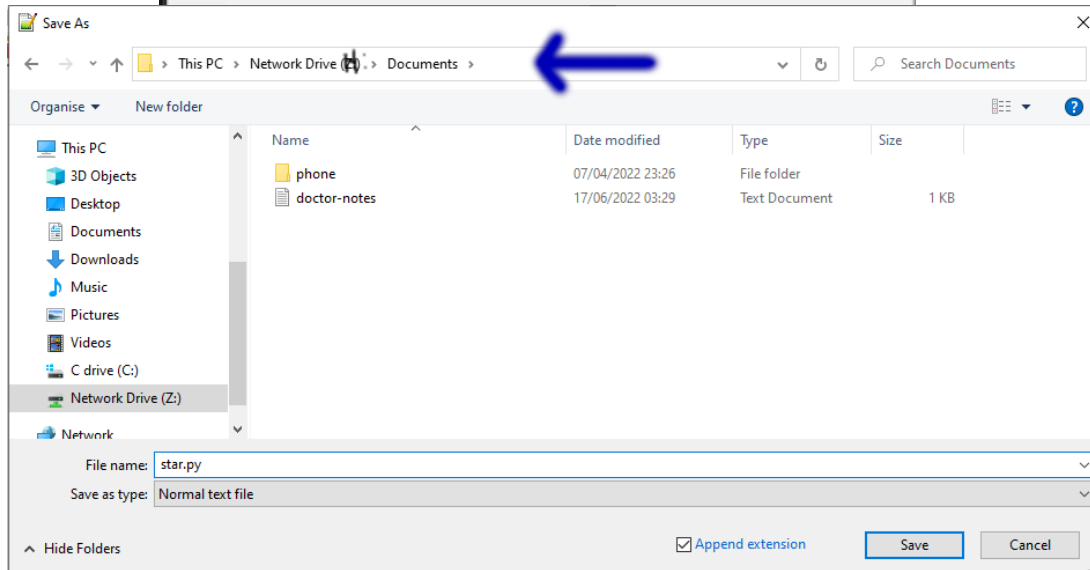 Save As
This PC > Network Drive ( : > Documents >
Search Documents
Organise
New folder
?
Name
Date modified
Type
Size
This PC
3D Objects
Desktop
Documents
Downloads
Music
Pictures
Videos
C drive (C:)
Network Drive (Z:)
Network
phone 07/04/2022 23:26 File folder
doctor-notes 17/06/2022 03:29 Text Document 1 KB
File name: star.py
Save as type: Normal text file
Hide Folders
Append extension
Save
Cancel